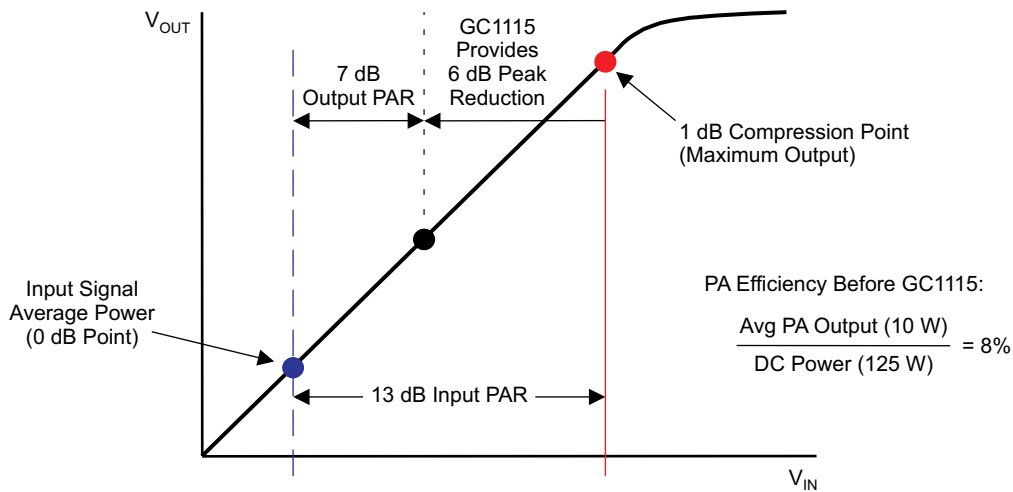 V_OUT
GC1115
Provides
6 dB Peak
Reduction
7 dB
Output PAR
1 dB Compression Point
(Maximum Output)
Input Signal
Average Power
(0 dB Point)
PA Efficiency Before GC1115:
Avg PA Output (10 W)
DC Power (125 W)
= 8%
13 dB Input PAR
V_IN